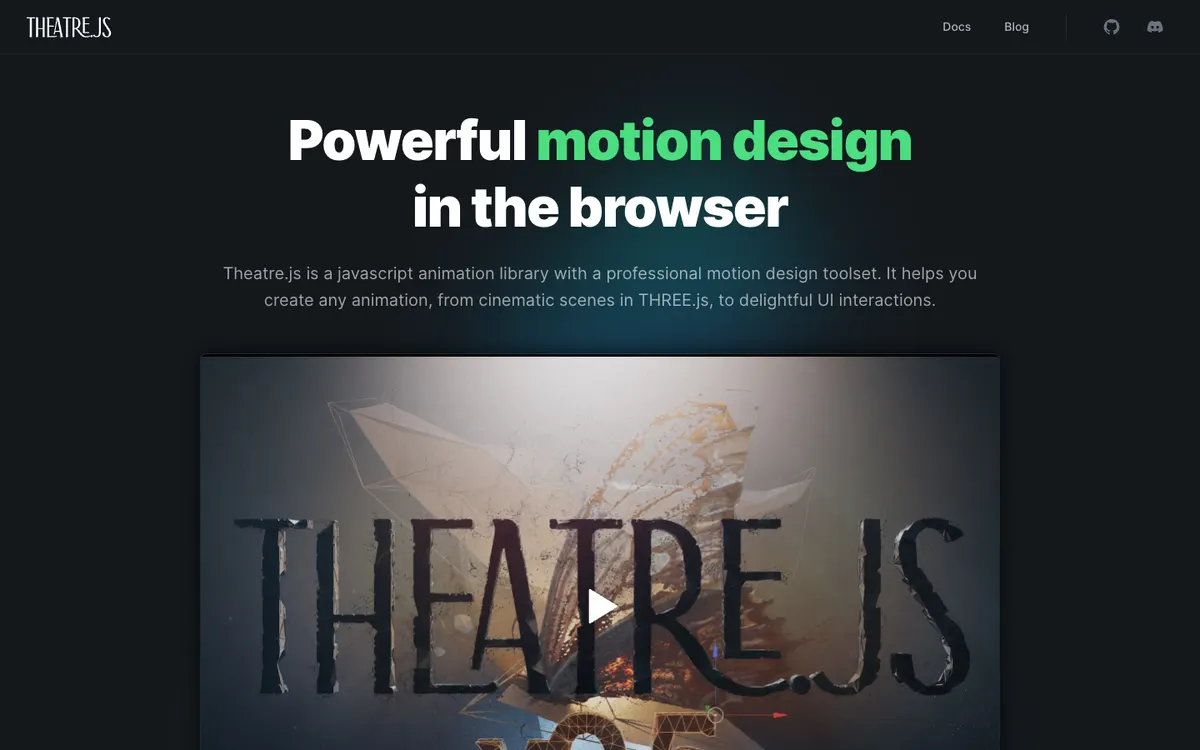 THEATRE.JS
Docs
Blog
Powerful motion design
in the browser
Theatre.js is a javascript animation library with a professional motion design toolset. It helps you
create any animation, from cinematic scenes in THREE.js, to delightful UI interactions.
THEATRE.JS